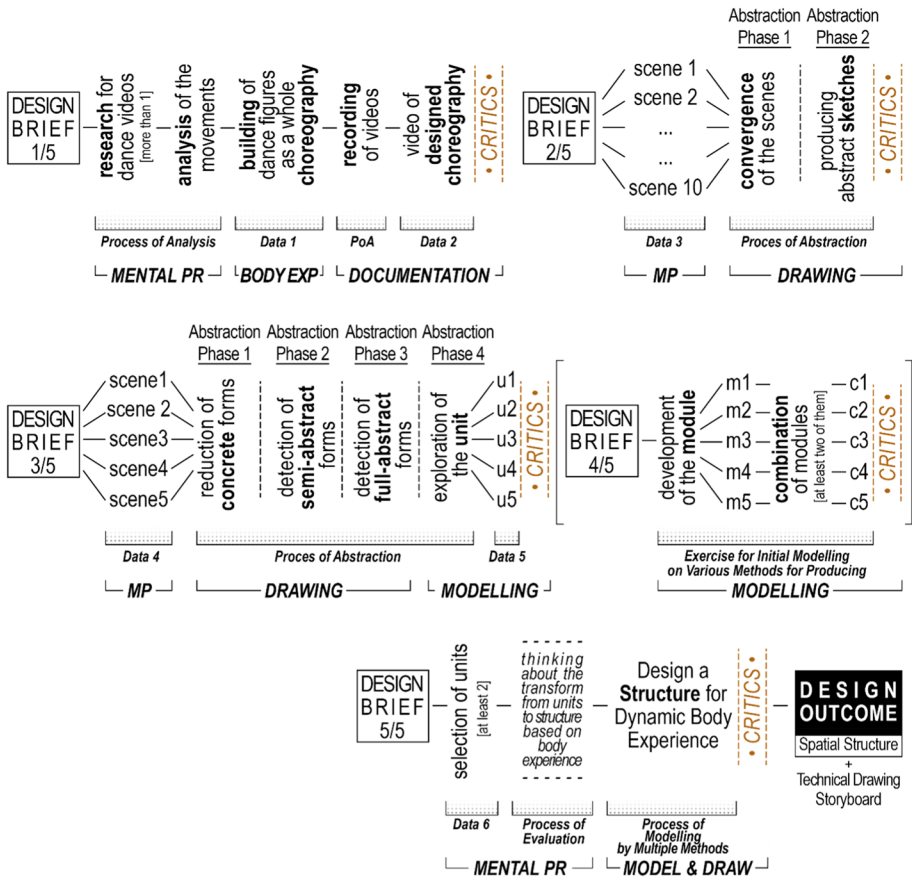 Abstraction
Phase 1
Abstraction
Phase 2
DESIGN
BRIEF
1/5
research for
dance videos
[more than 1]
analysis of the
movements
building of
dance figures
as a whole
choreography
recording
of videos
video of
designed
choreography
• CRITICS •
Process of Analysis
Data 1
PoA
Data 2
MENTAL PR
BODY EXP
DOCUMENTATION
DESIGN
BRIEF
2/5
scene 1
scene 2
...
...
scene 10
convergence
of the scenes
producing
abstract sketches
• CRITICS •
Data 3
Proces of Abstraction
MP
DRAWING
Abstraction
Phase 1
Abstraction
Phase 2
Abstraction
Phase 3
Abstraction
Phase 4
DESIGN
BRIEF
3/5
scene1
scene 2
scene3
scene4
scene5
reduction of
concrete forms
detection of
semi-abstract
forms
detection of
full-abstract
forms
exploration of
the unit
u1
u2
u3
u4
u5
• CRITICS •
Data 4
Proces of Abstraction
Data 5
MP
DRAWING
MODELLING
DESIGN
BRIEF
4/5
development
of the module
m1
m2
m3
m4
m5
combination
of modules
[at least two of them]
c1
c2
c3
c4
c5
• CRITICS •
Exercise for Initial Modelling
on Various Methods for Producing
MODELLING
DESIGN
BRIEF
5/5
selection of units
[at least 2]
thinking
about the
transform
from units
to structure
based on
body
experience
Design a
Structure for
Dynamic Body
Experience
• CRITICS •
DESIGN
OUTCOME
Spatial Structure
+
Technical Drawing
Storyboard
Data 6
Process of
Evaluation
Process of
Modelling
by Multiple Methods
MENTAL PR
MODEL & DRAW